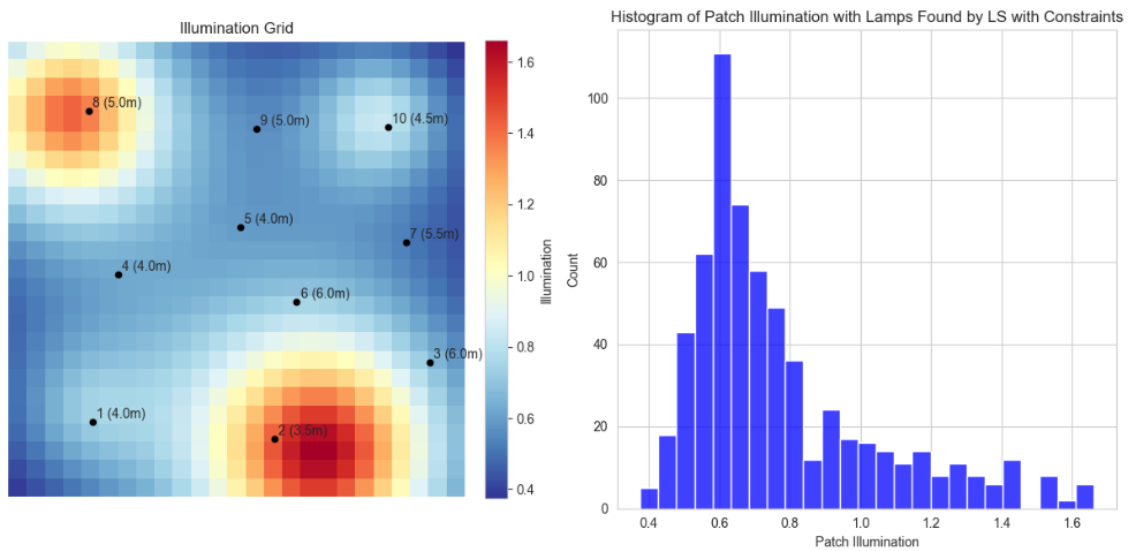 Illumination Grid
8 (5.0m)
9 (5.0m)
10 (4.5m)
5 (4.0m)
7 (5.5m)
4 (4.0m)
6 (6.0m)
3 (6.0m)
1 (4.0m)
2 (3.5m)
1.6
1.4
1.2
1.0
0.8
0.6
0.4
Illumination
Histogram of Patch Illumination with Lamps Found by LS with Constraints
100
80
60
40
20
0
Count
0.4 0.6 0.8 1.0 1.2 1.4 1.6
Patch Illumination